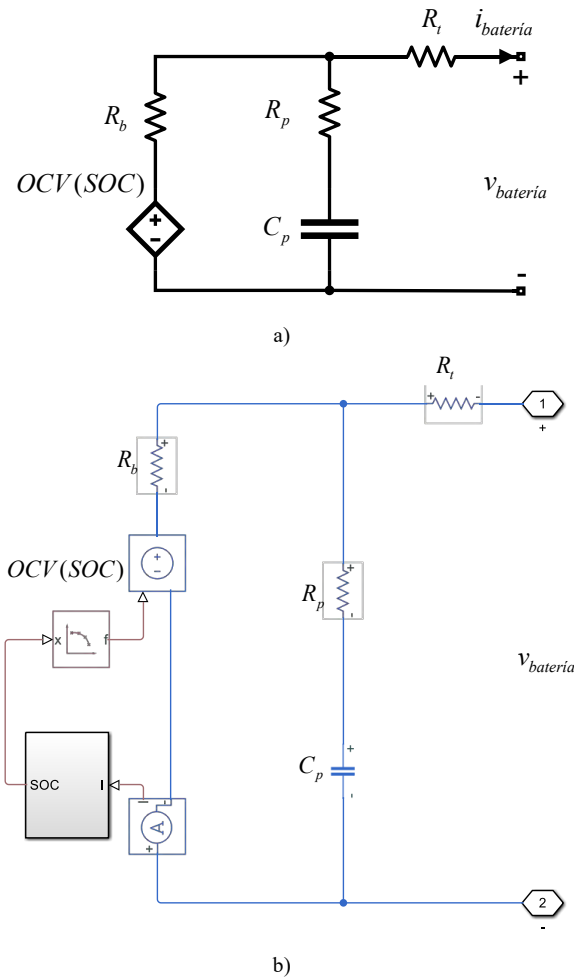 R_t
i_batería
+
R_b
R_p
OCV(SOC)
+
-
C_p
v_batería
-
a)
R_t
+
-
1
+
+
R_b
-
OCV(SOC)
+
-
+
R_p
-
x
f
v_batería
SOC
I
I
-
A
+
C_p
+
-
2
-
b)